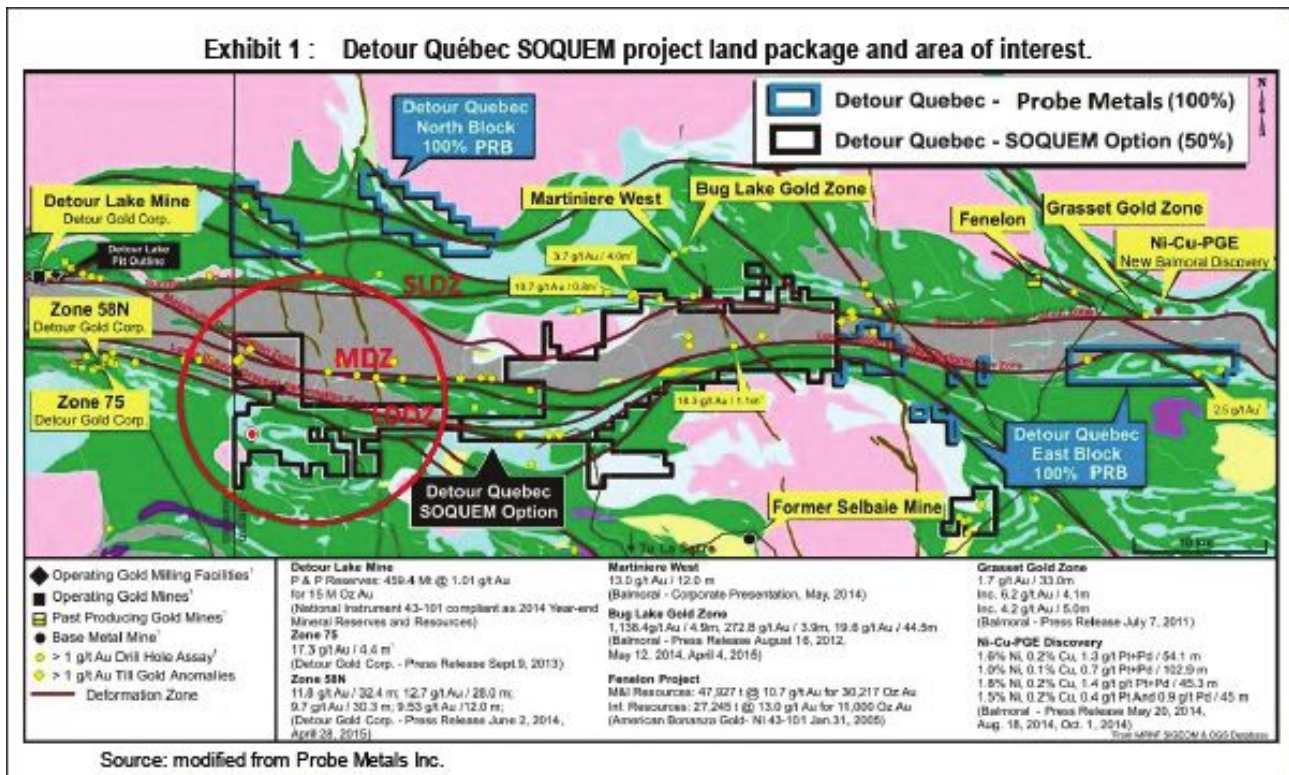 Exhibit 1 : Detour Québec SOQUEM project land package and area of interest.
Detour Quebec - Probe Metals (100%)
Detour Quebec - SOQUEM Option (50%)
N
Detour Quebec
North Block
100% PRB
Martiniere West
Bug Lake Gold Zone
Fenelon
Grasset Gold Zone
Ni-Cu-PGE
New Balmoral Discovery
Detour Lake Mine
Detour Gold Corp.
Detour Lake
Pit Outline
3.7 g/t Au / 4.0m
SLDZ
Zone 58N
Detour Gold Corp.
MDZ
LDDZ
Zone 75
Detour Gold Corp.
2.5 g/t Au
Detour Quebec
East Block
100% PRB
Detour Quebec
SOQUEM Option
Former Selbaie Mine
To La Sarre
10 km
Operating Gold Milling Facilities¹
Operating Gold Mines¹
Past Producing Gold Mines¹
Base Metal Mine¹
> 1 g/t Au Drill Hole Assay¹
> 1 g/t Au Till Gold Anomalies
Deformation Zone
Detour Lake Mine
P & P Reserves: 459.4 Mt @ 1.01 g/t Au
for 15 M Oz Au
(National Instrument 43-101 compliant as 2014 Year-end
Mineral Reserves and Resources)
Zone 75
17.3 g/t Au / 4.4 m¹
(Detour Gold Corp. - Press Release Sept.9, 2013)
Zone 58N
11.8 g/t Au / 32.4 m; 12.7 g/t Au / 28.0 m;
9.7 g/t Au / 30.3 m; 9.53 g/t Au /12.0 m;
(Detour Gold Corp. - Press Release June 2, 2014,
April 28, 2015)
Martiniere West
13.0 g/t Au / 12.0 m
(Balmoral - Corporate Presentation, May, 2014)
Bug Lake Gold Zone
1,138.4g/t Au / 4.9m, 272.8 g/t Au / 3.9m, 19.6 g/t Au / 44.5m
(Balmoral - Press Release August 16, 2012,
May 12, 2014, April 4, 2015)
Fenelon Project
M&I Resources: 47,927 t @ 10.7 g/t Au for 30,217 Oz Au
Inf. Resources: 27,245 t @ 13.0 g/t Au for 11,000 Oz Au
(American Bonanza Gold- NI 43-101 Jan.31, 2005)
Grasset Gold Zone
1.7 g/t Au / 33.0m
Inc. 6.2 g/t Au / 4.1m
Inc. 4.2 g/t Au / 5.0m
(Balmoral - Press Release July 7, 2011)
Ni-Cu-PGE Discovery
1.6% Ni, 0.2% Cu, 1.3 g/t Pt+Pd / 54.1 m
1.0% Ni, 0.1% Cu, 0.7 g/t Pt+Pd / 102.9 m
1.8% Ni, 0.2% Cu, 1.4 g/t g/t Pt+Pd / 45.3 m
1.5% Ni, 0.2% Cu, 0.4 g/t Pt And 0.9 g/t Pd / 45 m
(Balmoral - Press Release May 20, 2014,
Aug. 18, 2014, Oct. 1, 2014)
Source: modified from Probe Metals Inc.